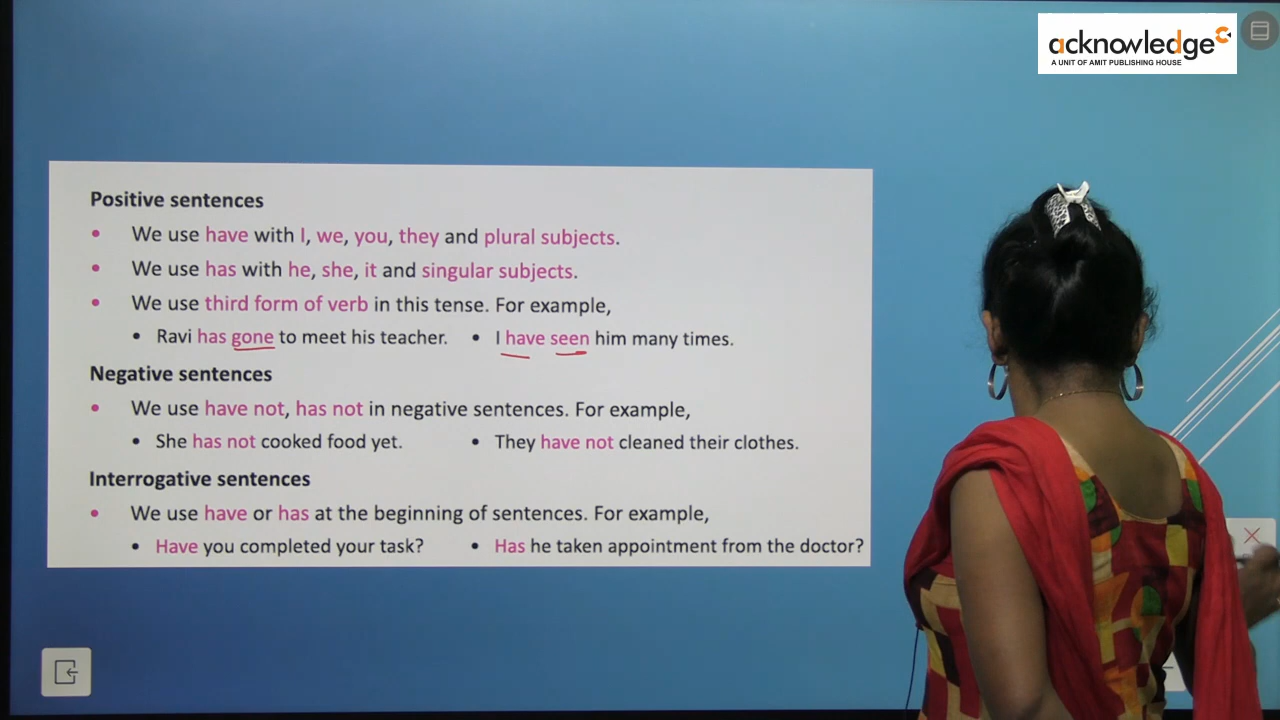 acknowledge
A UNIT OF AMIT PUBLISHING HOUSE
Positive sentences
• We use have with I, we, you, they and plural subjects.
• We use has with he, she, it and singular subjects.
• We use third form of verb in this tense. For example,
• Ravi has gone to meet his teacher. • I have seen him many times.
Negative sentences
• We use have not, has not in negative sentences. For example,
• She has not cooked food yet. • They have not cleaned their clothes.
Interrogative sentences
• We use have or has at the beginning of sentences. For example,
• Have you completed your task? • Has he taken appointment from the doctor?